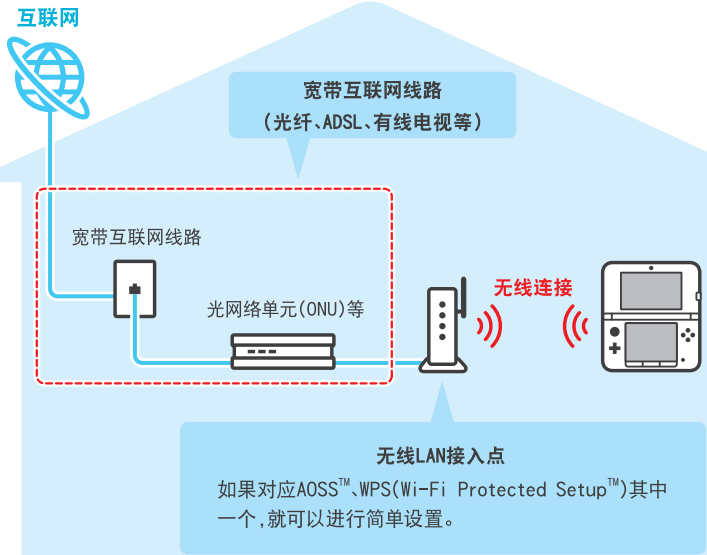 互联网
宽带互联网线路
(光纤、ADSL、有线电视等)
宽带互联网线路
光网络单元(ONU)等
无线连接
无线LAN接入点
如果对应AOSS™、WPS(Wi-Fi Protected Setup™)其中
一个,就可以进行简单设置。